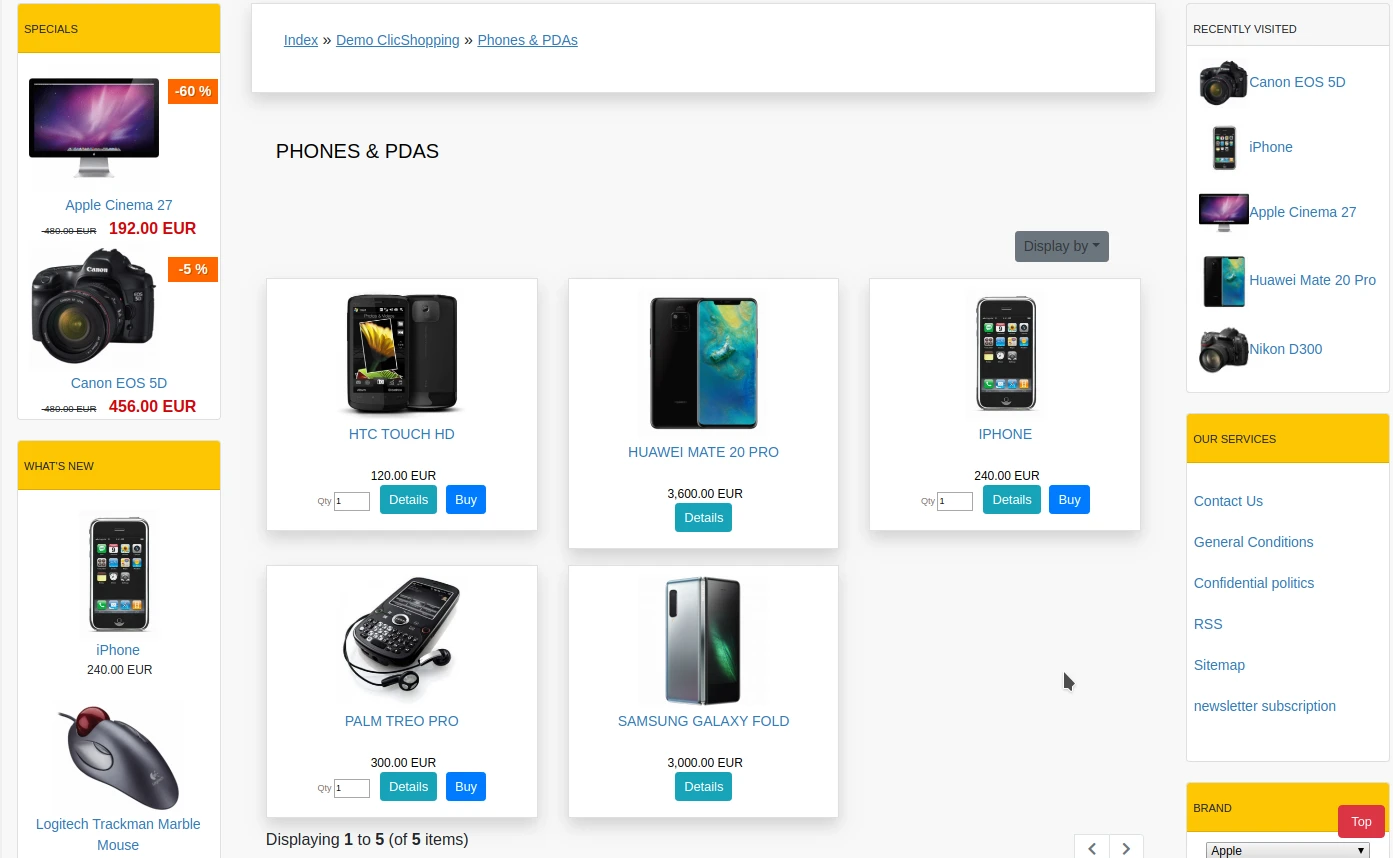 SPECIALS
-60 %
Apple Cinema 27
480.00 EUR 192.00 EUR
Canon
-5 %
Canon EOS 5D
480.00 EUR 456.00 EUR
WHAT'S NEW
iPhone
240.00 EUR
Logitech Trackman Marble
Mouse
Index » Demo ClicShopping » Phones & PDAs
PHONES & PDAS
Display by
HTC TOUCH HD
120.00 EUR
Qty 1 Details Buy
HUAWEI MATE 20 PRO
3,600.00 EUR
Details
IPHONE
240.00 EUR
Qty 1 Details Buy
PALM TREO PRO
300.00 EUR
Qty 1 Details Buy
SAMSUNG GALAXY FOLD
3,000.00 EUR
Details
Displaying 1 to 5 (of 5 items)
RECENTLY VISITED
Canon EOS 5D
iPhone
Apple Cinema 27
Huawei Mate 20 Pro
Nikon D300
OUR SERVICES
Contact Us
General Conditions
Confidential politics
RSS
Sitemap
newsletter subscription
BRAND
Top
Apple